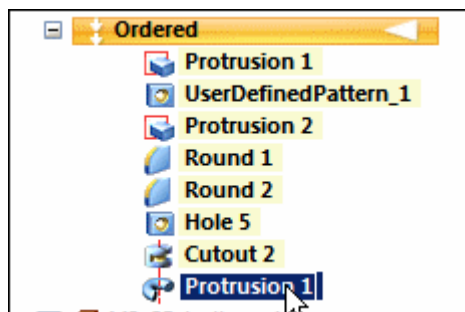 Ordered
Protrusion 1
UserDefinedPattern_1
Protrusion 2
Round 1
Round 2
Hole 5
Cutout 2
Protrusion 1